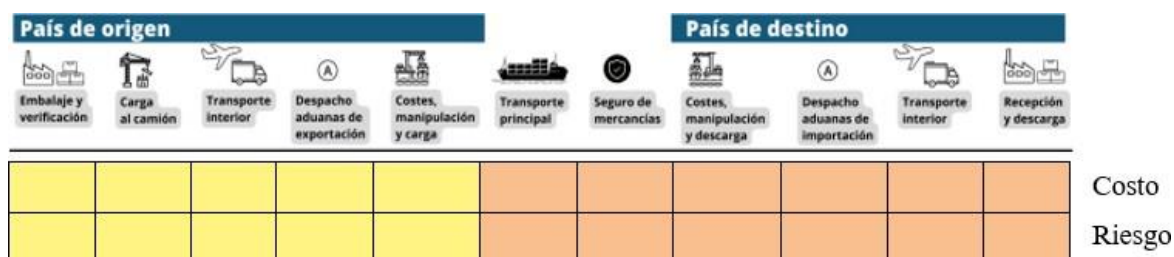 País de origen
País de destino
Embalaje y
verificación
Carga
al camión
Transporte
interior
A
Despacho
aduanas de
exportación
Costes,
manipulación
y carga
Transporte
principal
Seguro de
mercancías
Costes,
manipulación
y descarga
A
Despacho
aduanas de
importación
Transporte
interior
Recepción
y descarga
Costo
Riesgo